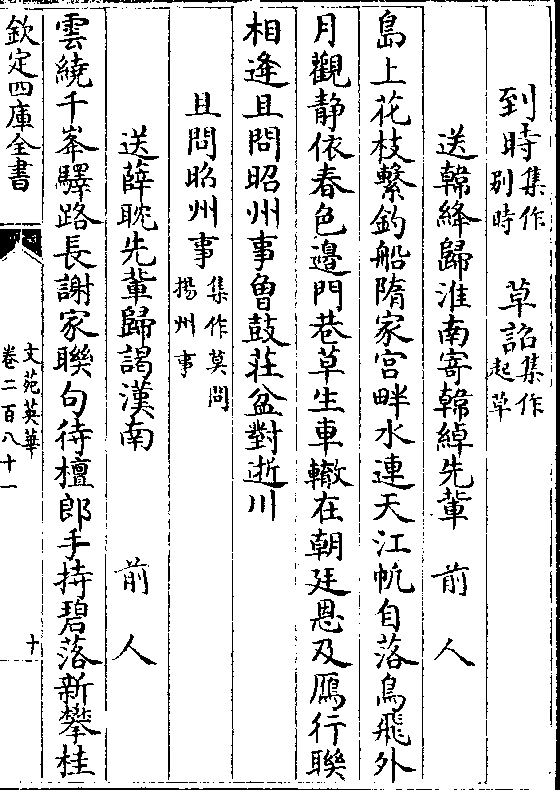 到時集作別時　草詔集作起草
送韓絳歸淮南寄韓綽先輩　前人
島上花枝繫釣船隋家宮畔水連天江帆自落鳥飛外
月觀靜依春色邉門巷草生車轍在朝廷恩及鴈行聯
相逢且問昭州事曾鼓莊盆對逝川
且問昭州事集作莫問揚州事
送薛耽先輩歸謁漢南　前人
雲繞千峯驛路長謝家聯句待檀郎手持碧落新攀桂
欽定四庫全書
文苑英華
卷二百八十一
十